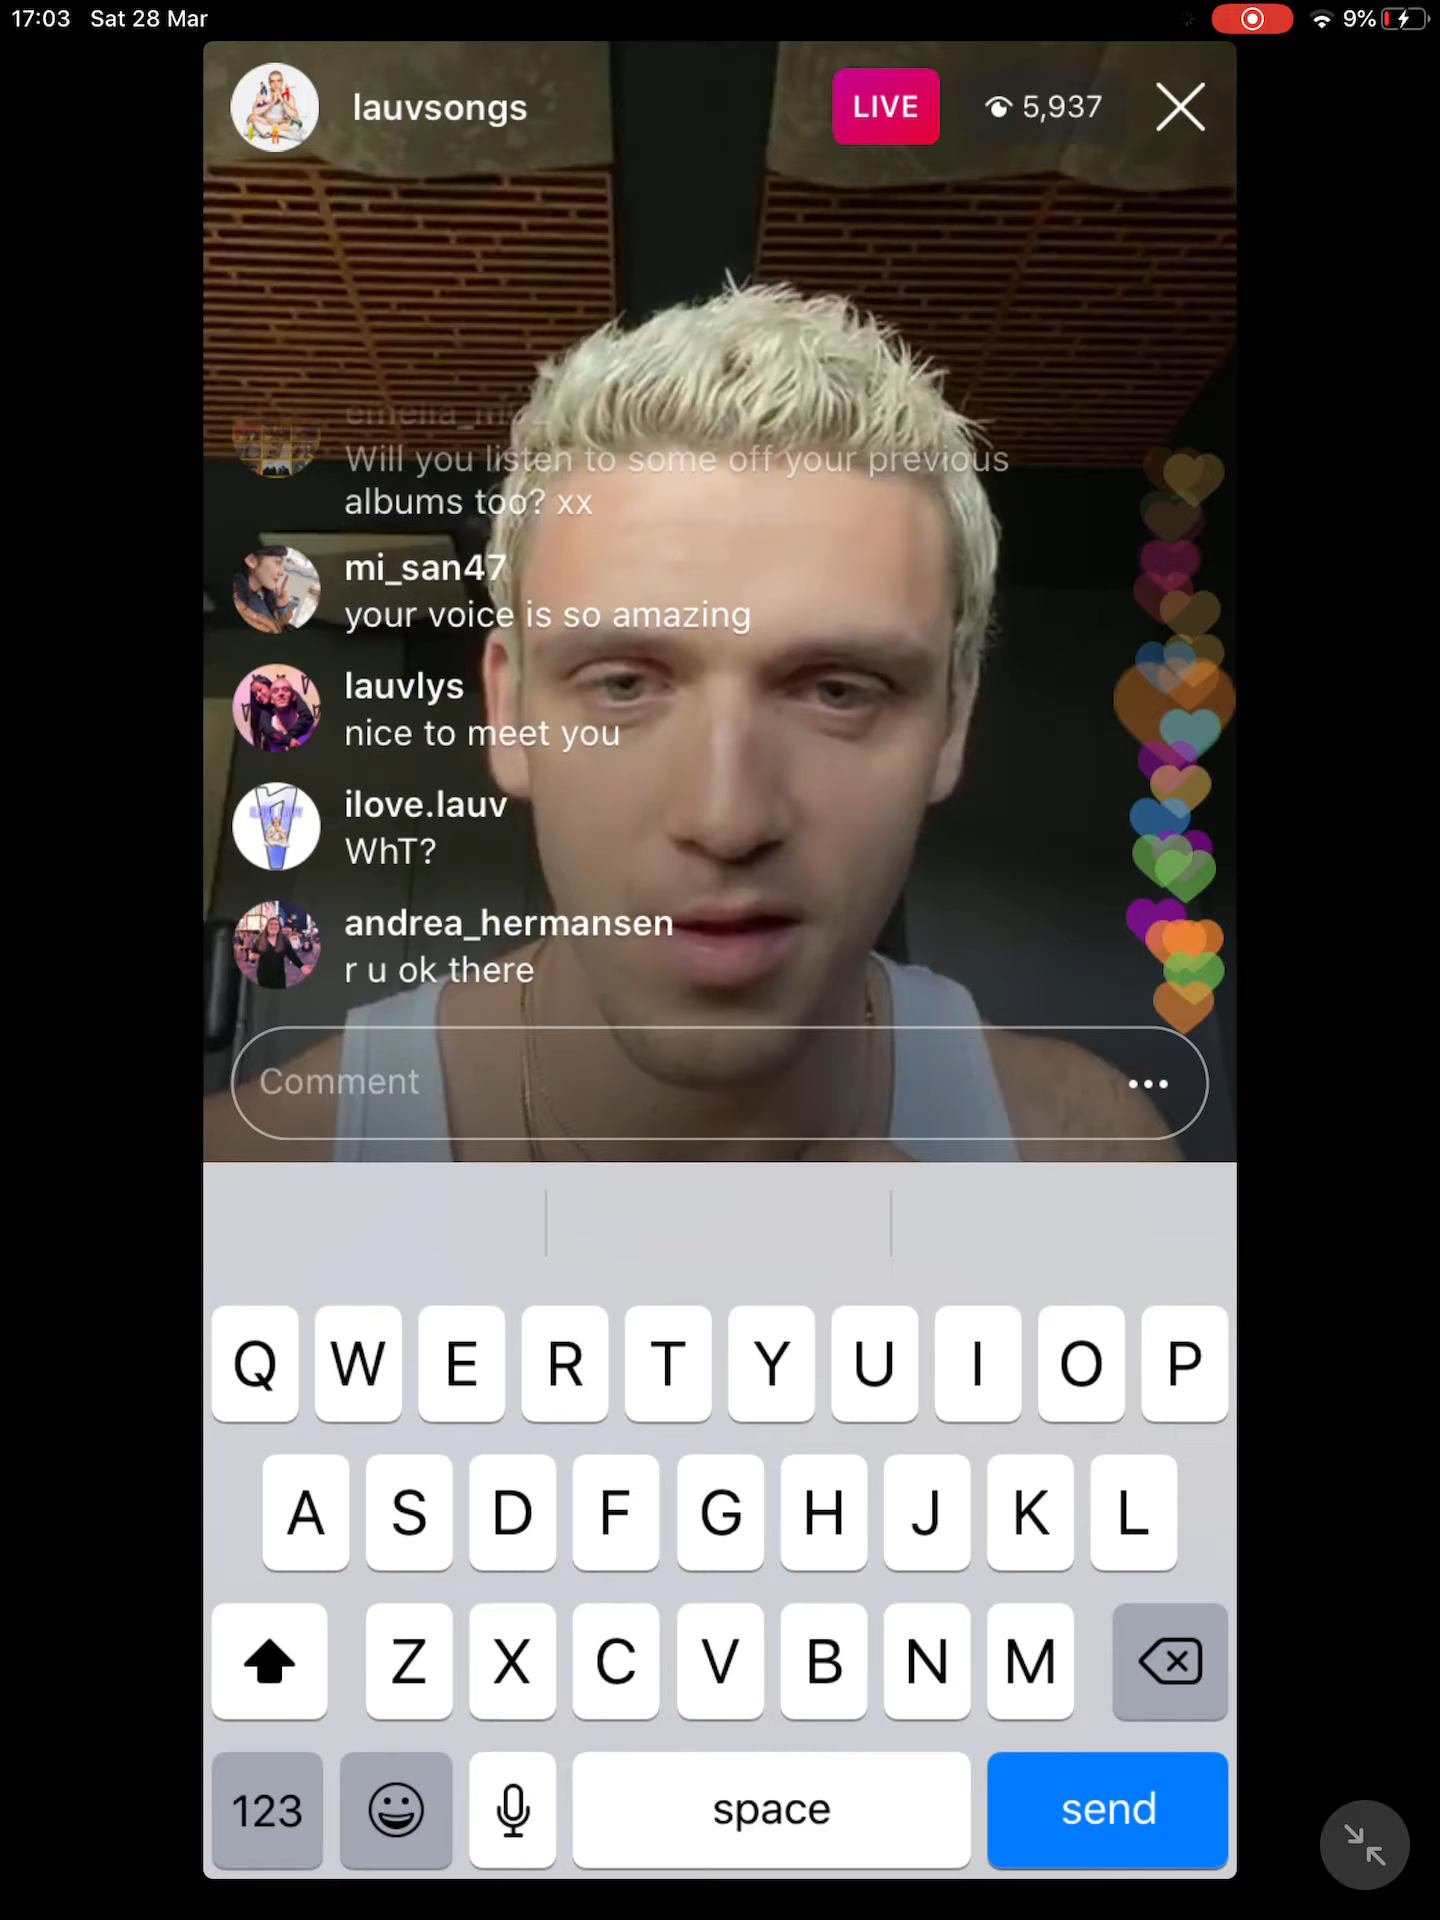 17:03 Sat 28 Mar 9%
lauvsongs LIVE 5,937
Will you listen to some off your previous
albums too? xx
mi_san47
your voice is so amazing
lauvlys
nice to meet you
ilove.lauv
WhT?
andrea_hermansen
r u ok there
Comment
Q W E R T Y U I O P
A S D F G H J K L
Z X C V B N M
123 space send